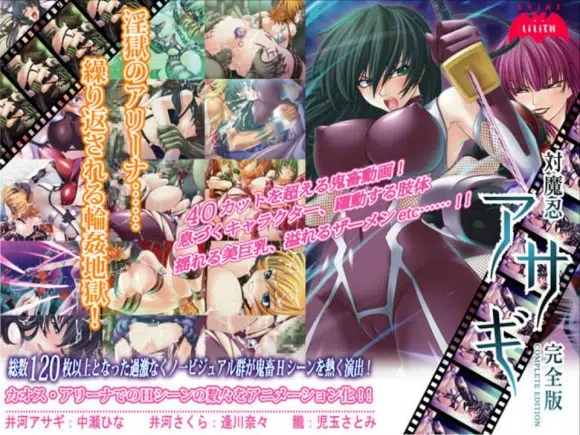 淫獄のアリーナ……
繰り返される輪姦地獄！
40カットを超える鬼畜動画！
息づくキャラクター、躍動する肢体
揺れる美巨乳、溢れるザーメンetc……！！
総数120枚以上となった過激なくノ一ビジュアル群が鬼畜Hシーンを熱く演出！
カオス・アリーナでのHシーンの数々なアニメーション化！！
井河アサギ：中瀬ひな　井河さくら：逢川奈々　朧：児玉さとみ
ANIME
LiLiTH
対魔忍
アサギ
完全版
COMPLETE EDITION